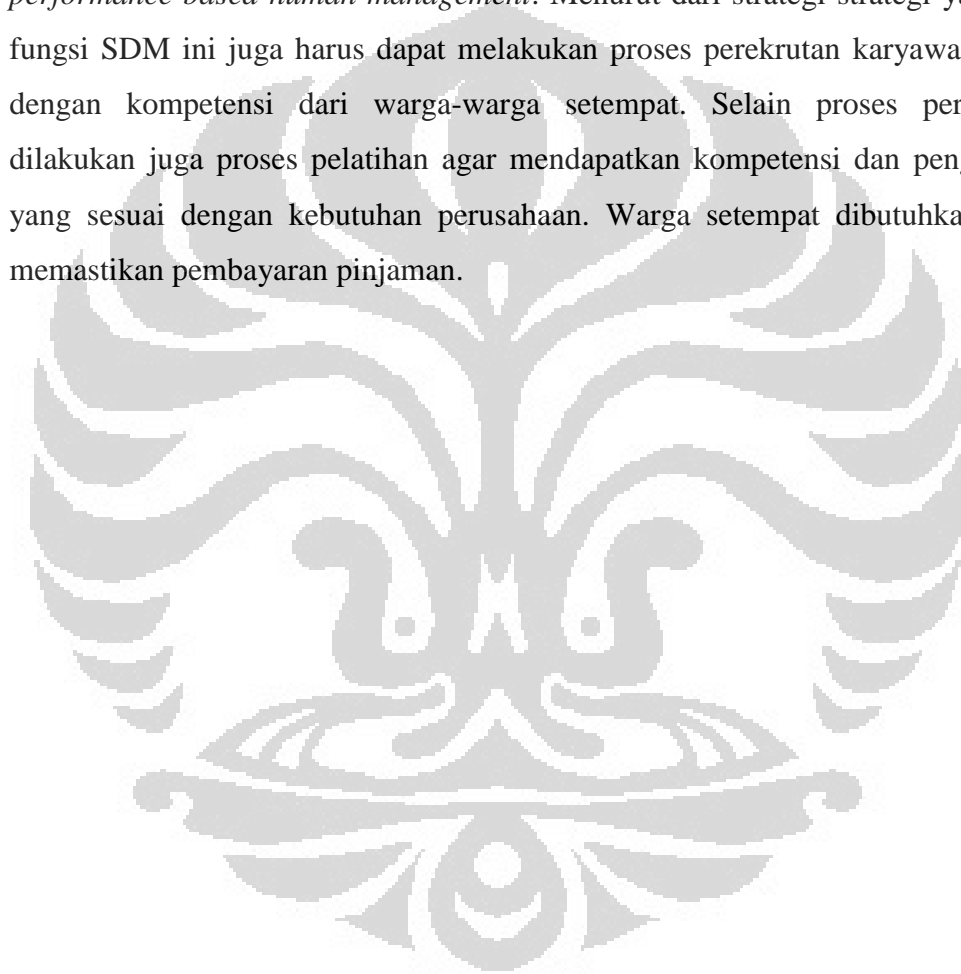 performance based human management. Menurut dari strategi-strategi ya
fungsi SDM ini juga harus dapat melakukan proses perekrutan karyawa
dengan kompetensi dari warga-warga setempat. Selain proses per
dilakukan juga proses pelatihan agar mendapatkan kompetensi dan peng
yang sesuai dengan kebutuhan perusahaan. Warga setempat dibutuhka
memastikan pembayaran pinjaman.